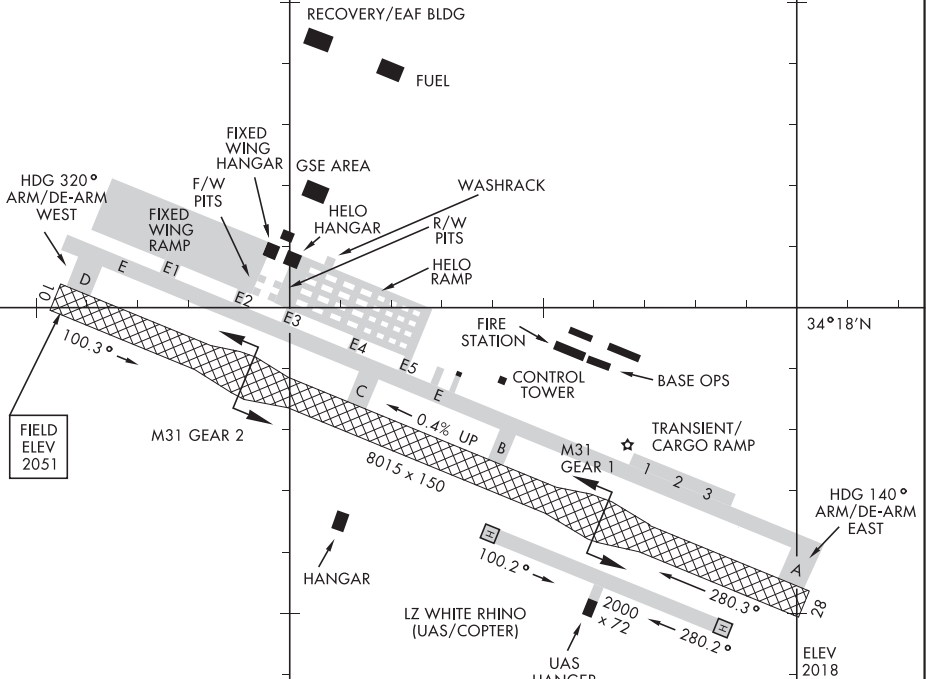 RECOVERY/EAF BLDG
FUEL
FIXED
WING
HANGAR
GSE AREA
HDG 320°
ARM/DE-ARM
WEST
F/W
PITS
WASHRACK
FIXED
WING
RAMP
HELO
HANGAR
R/W
PITS
HELO
RAMP
D
E
E1
E2
E3
E4
E5
E
10
34°18'N
100.3°
FIRE
STATION
BASE OPS
CONTROL
TOWER
C
0.4% UP
B
FIELD
ELEV
2051
M31 GEAR 2
8015 x 150
M31
GEAR 1
TRANSIENT/
CARGO RAMP
1
2
3
HDG 140°
ARM/DE-ARM
EAST
A
HANGAR
100.2°
280.3°
28
LZ WHITE RHINO
(UAS/COPTER)
H
H
2000
x 72
280.2°
UAS
HANGER
ELEV
2018